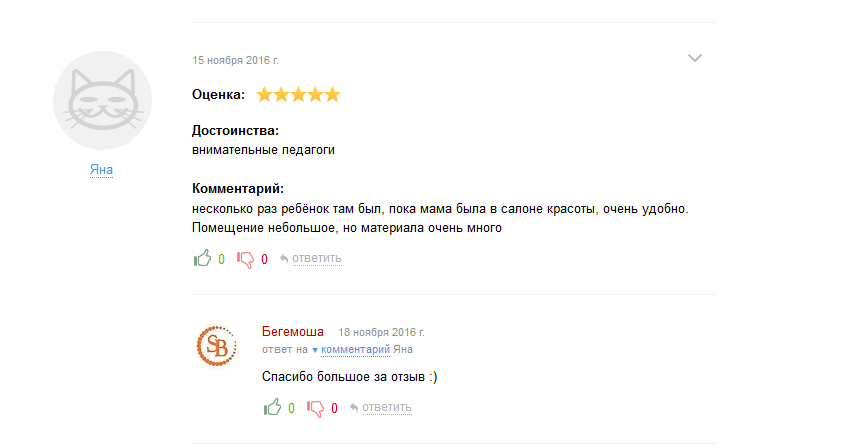 15 ноября 2016 г.
Оценка:
Достоинства:
внимательные педагоги
Яна
Комментарий:
несколько раз ребёнок там был, пока мама была в салоне красоты, очень удобно.
Помещение небольшое, но материала очень много
0 0 ответить
SB
Бегемоша 18 ноября 2016 г.
ответ на ▾ комментарий Яна
Спасибо большое за отзыв :)
0 0 ответить